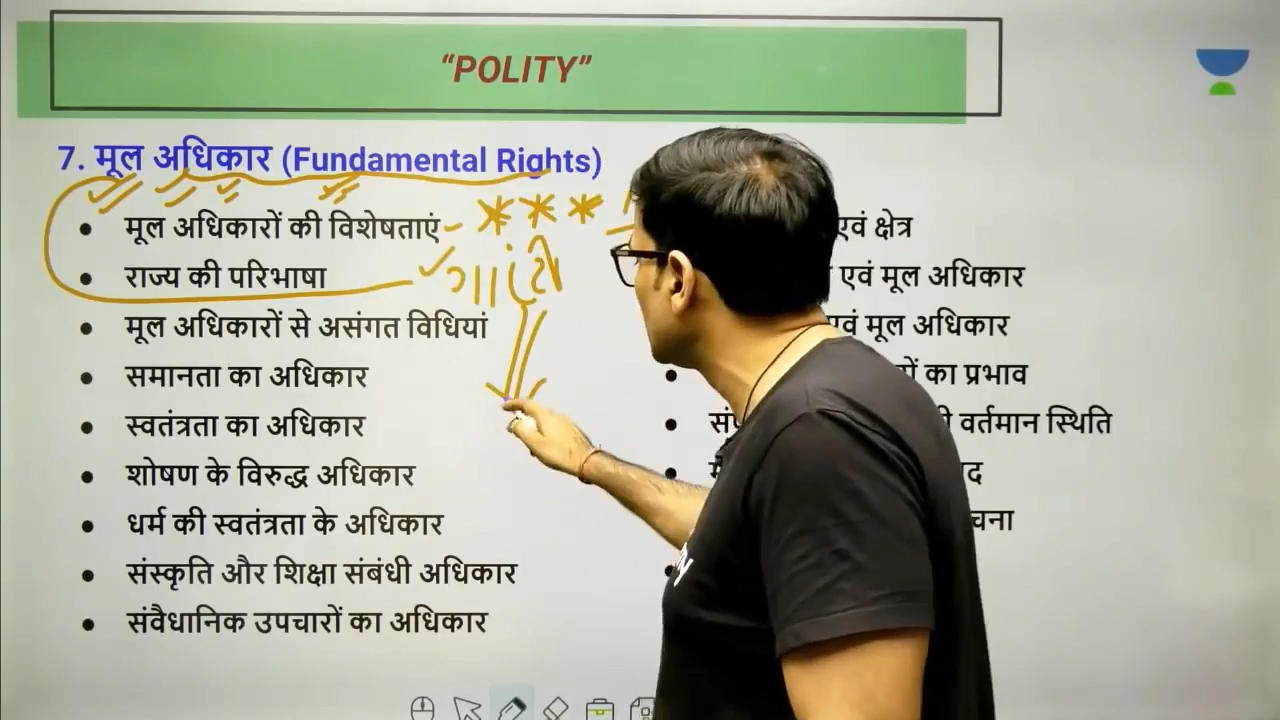 “POLITY”
7. मूल अधिकार (Fundamental Rights)
मूल अधिकारों की विशेषताएं
राज्य की परिभाषा
मूल अधिकारों से असंगत विधियां
समानता का अधिकार
स्वतंत्रता का अधिकार
शोषण के विरुद्ध अधिकार
धर्म की स्वतंत्रता के अधिकार
संस्कृति और शिक्षा संबंधी अधिकार
संवैधानिक उपचारों का अधिकार
एवं क्षेत्र
एवं मूल अधिकार
एवं मूल अधिकार
का प्रभाव
वर्तमान स्थिति